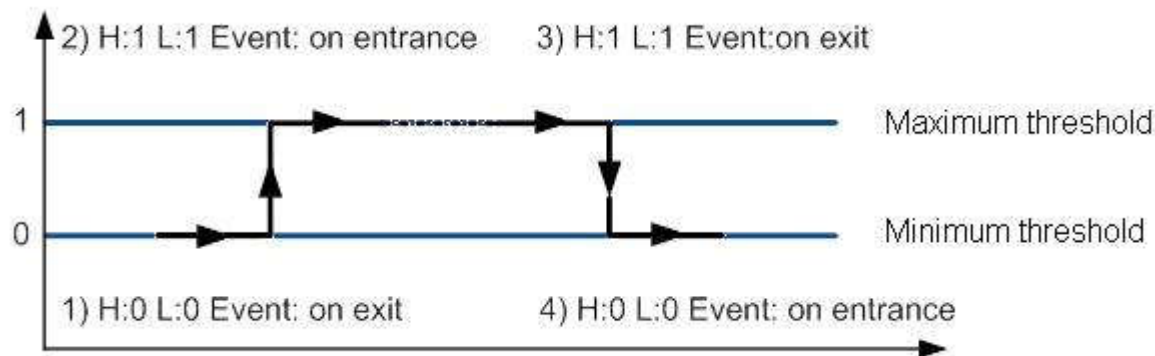 2) H:1 L:1 Event: on entrance
3) H:1 L:1 Event:on exit
1
Maximum threshold
0
Minimum threshold
1) H:0 L:0 Event: on exit
4) H:0 L:0 Event: on entrance